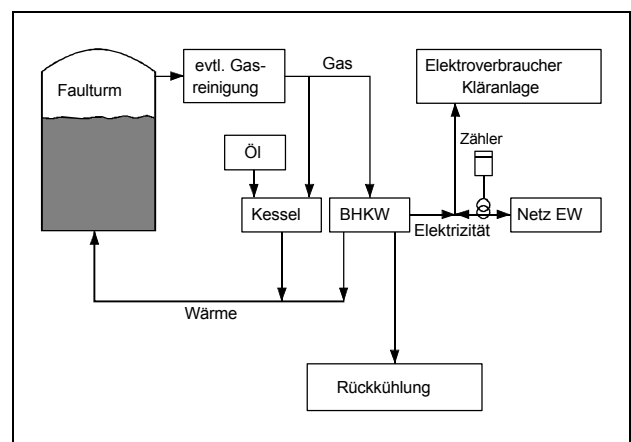 evtl. Gas-
reinigung
Gas
Elektroverbraucher
Kläranlage
Faulturm
Zähler
Öl
Kessel
BHKW
Elektrizität
Netz EW
Wärme
Rückkühlung